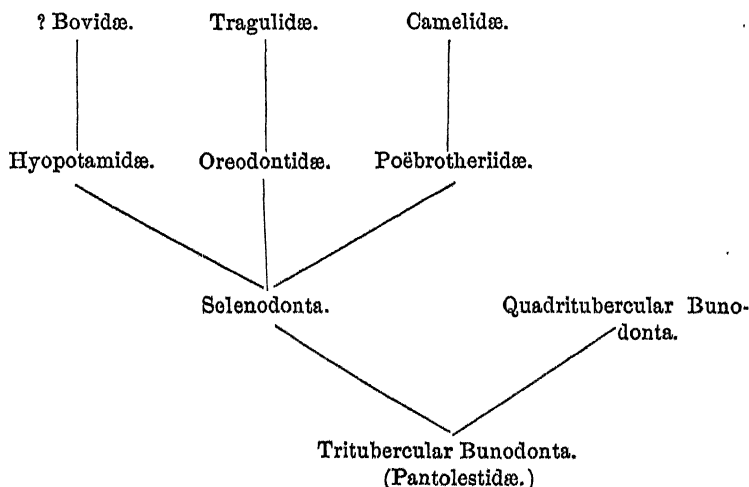 ? Bovidæ. Tragulidæ. Camelidæ.
Hyopotamidæ. Oreodontidæ. Poëbrotheriidæ.
Selenodonta. Quadritubercular Buno-
donta.
Tritubercular Bunodonta.
(Pantolestidæ.)